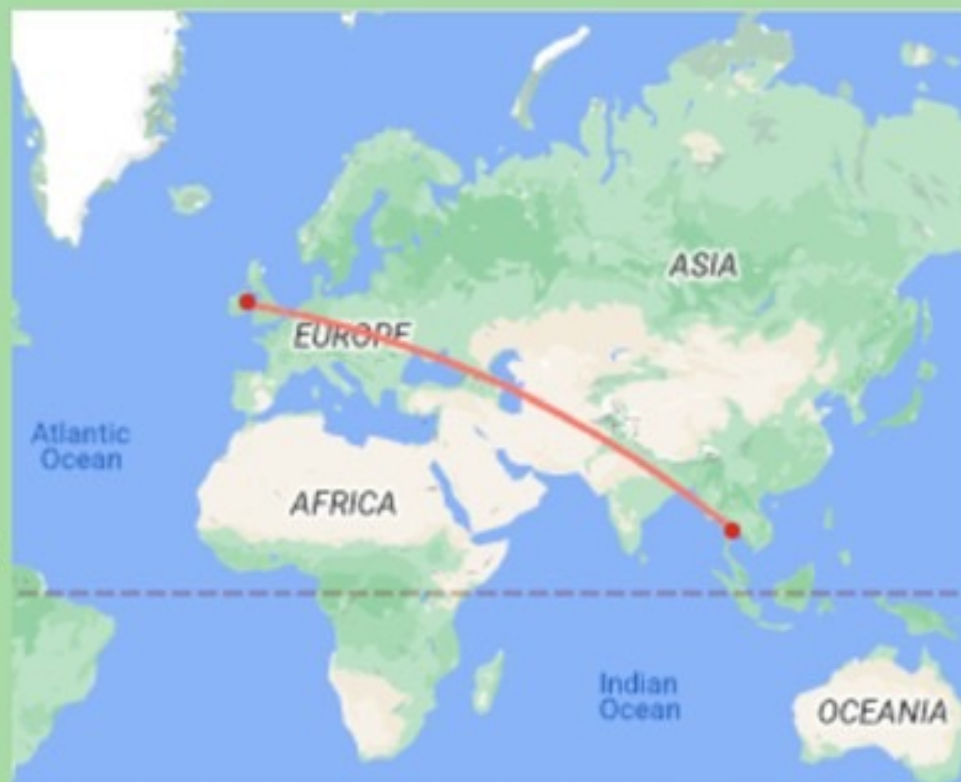 ASIA
EUROPE
Atlantic
Ocean
AFRICA
Indian
Ocean
OCEANIA